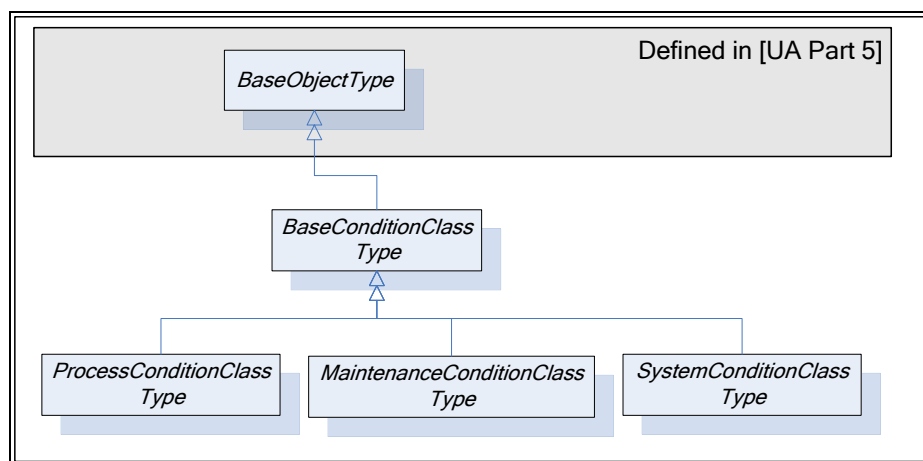 Defined in [UA Part 5]
BaseObjectType
BaseConditionClass
Type
ProcessConditionClass
Type
MaintenanceConditionClass
Type
SystemConditionClass
Type